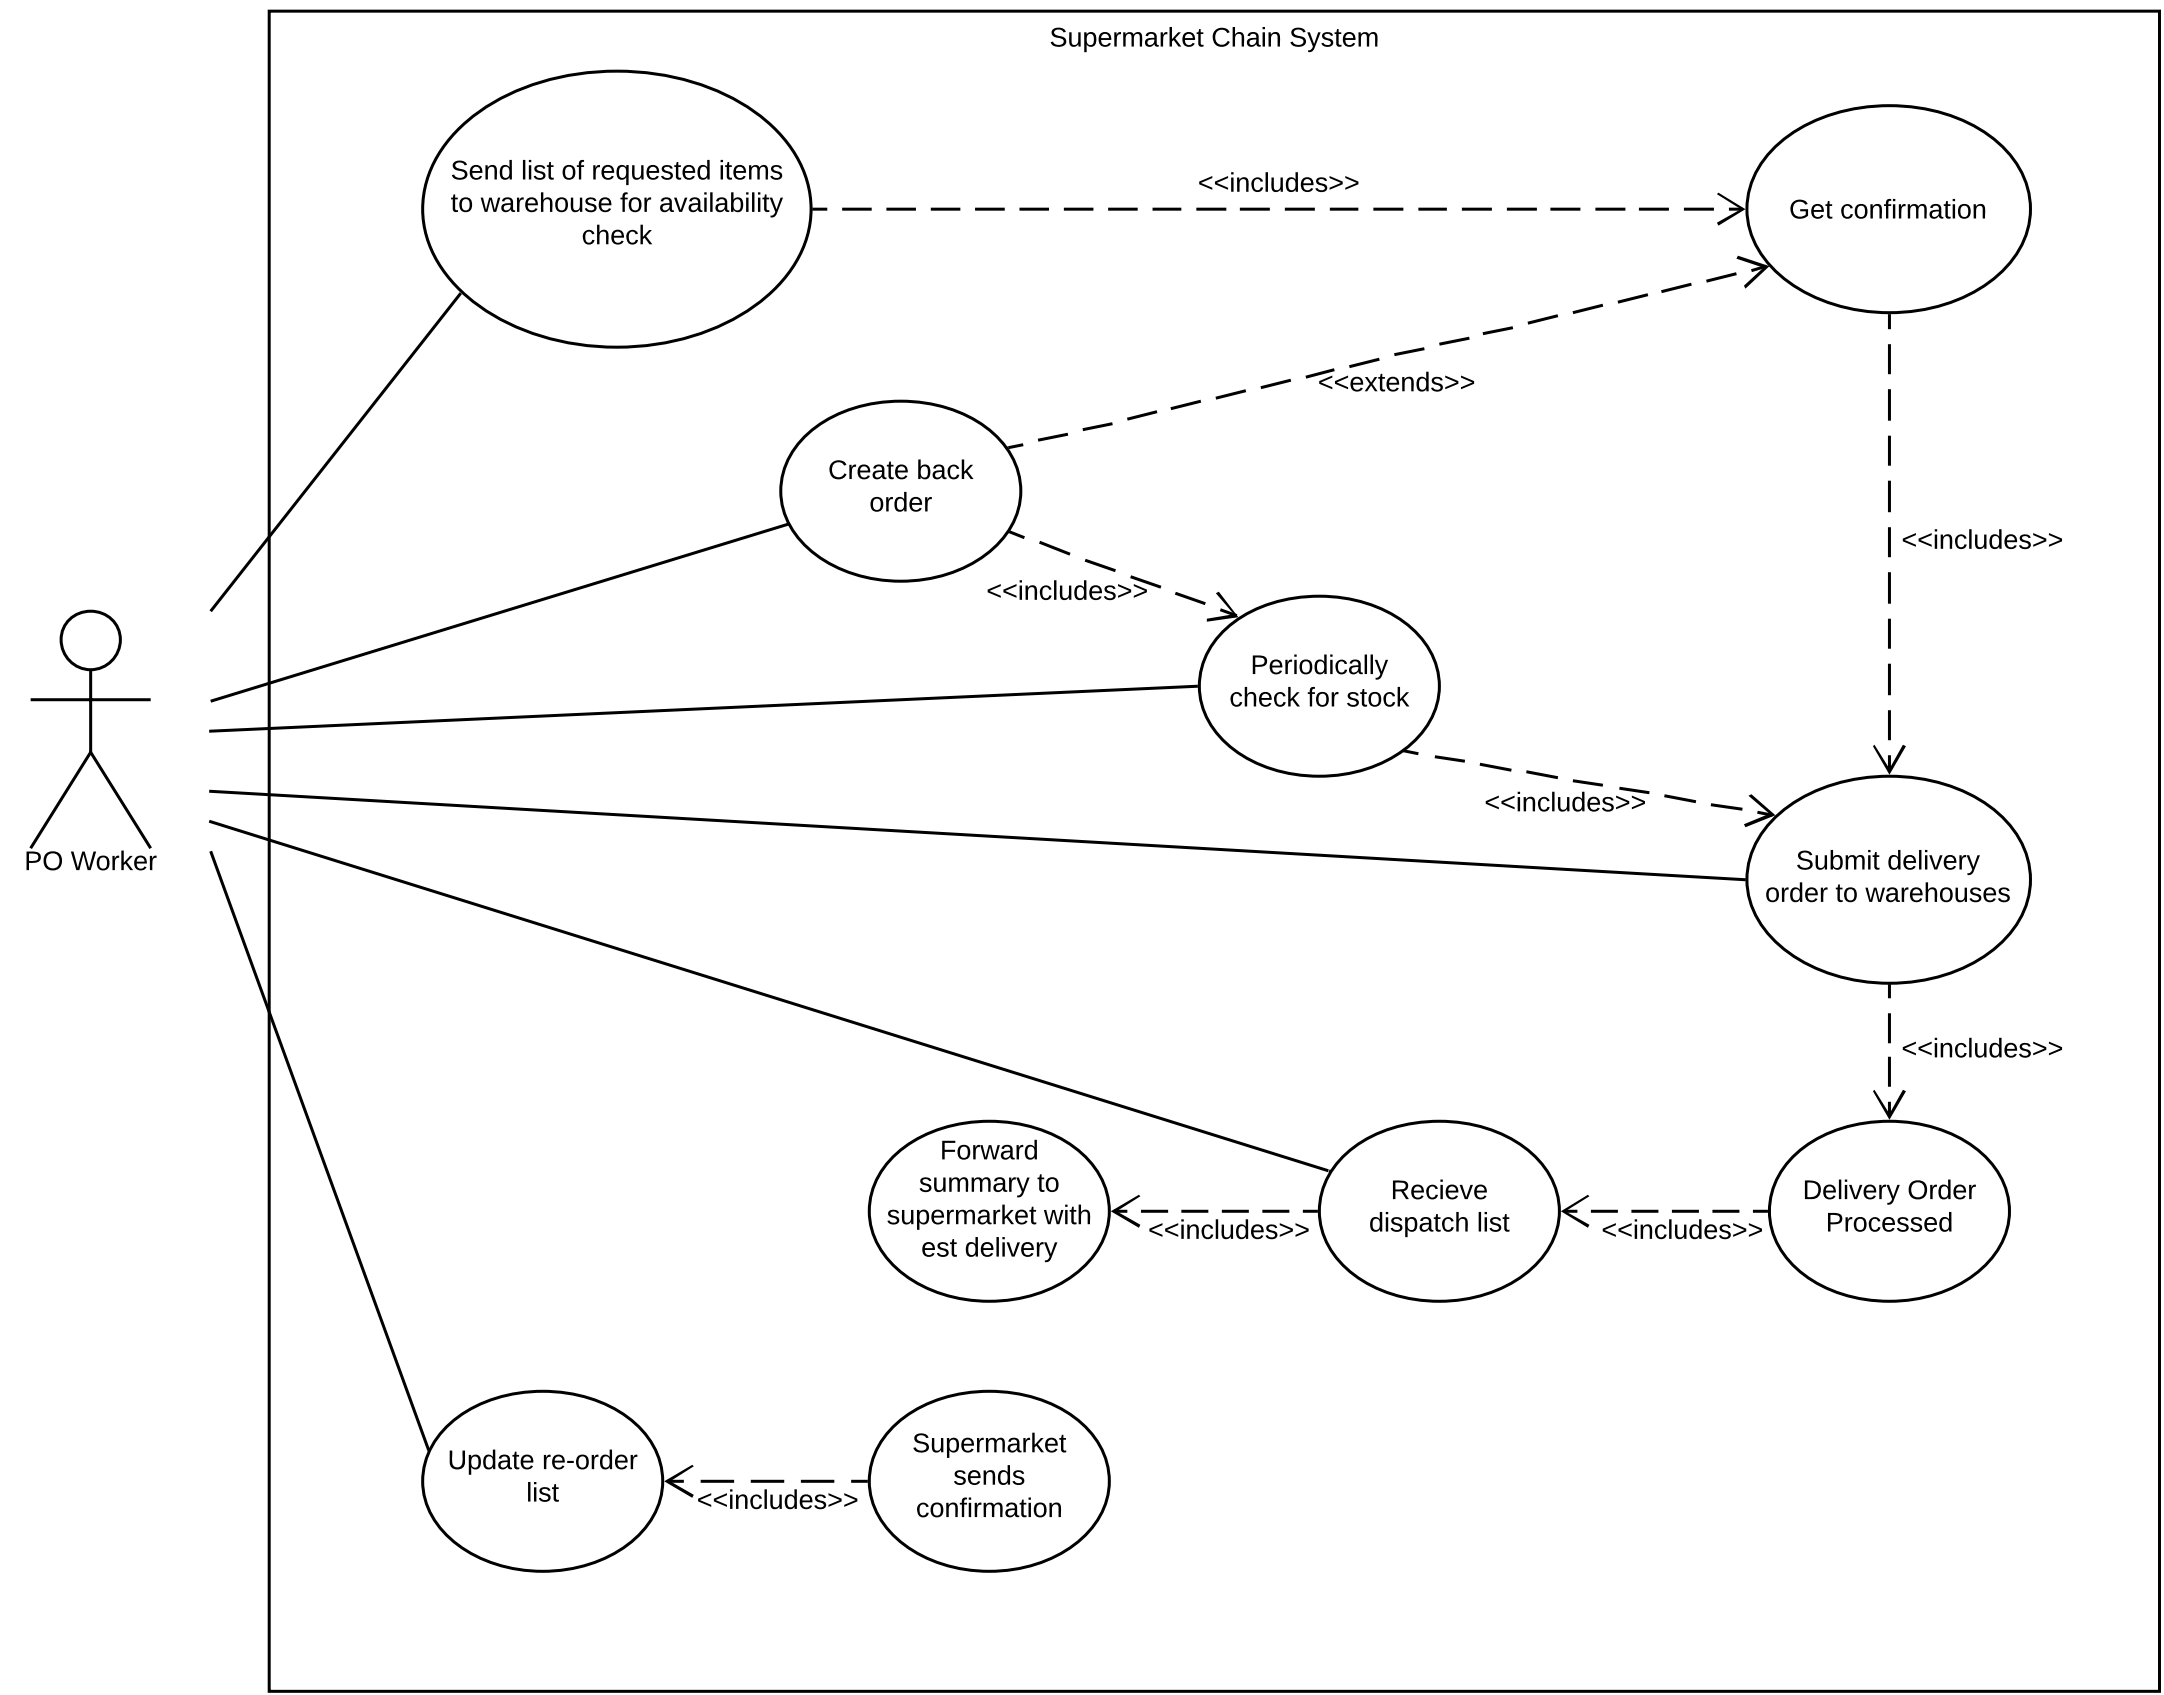 Supermarket Chain System
Send list of requested items
to warehouse for availability
check
<<includes>>
Get confirmation
<<extends>>
Create back
order
<<includes>>
<<includes>>
Periodically
check for stock
<<includes>>
PO Worker
Submit delivery
order to warehouses
<<includes>>
Forward
summary to
supermarket with
est delivery
<<includes>>
Recieve
dispatch list
<<includes>>
Delivery Order
Processed
Update re-order
list
<<includes>>
Supermarket
sends
confirmation